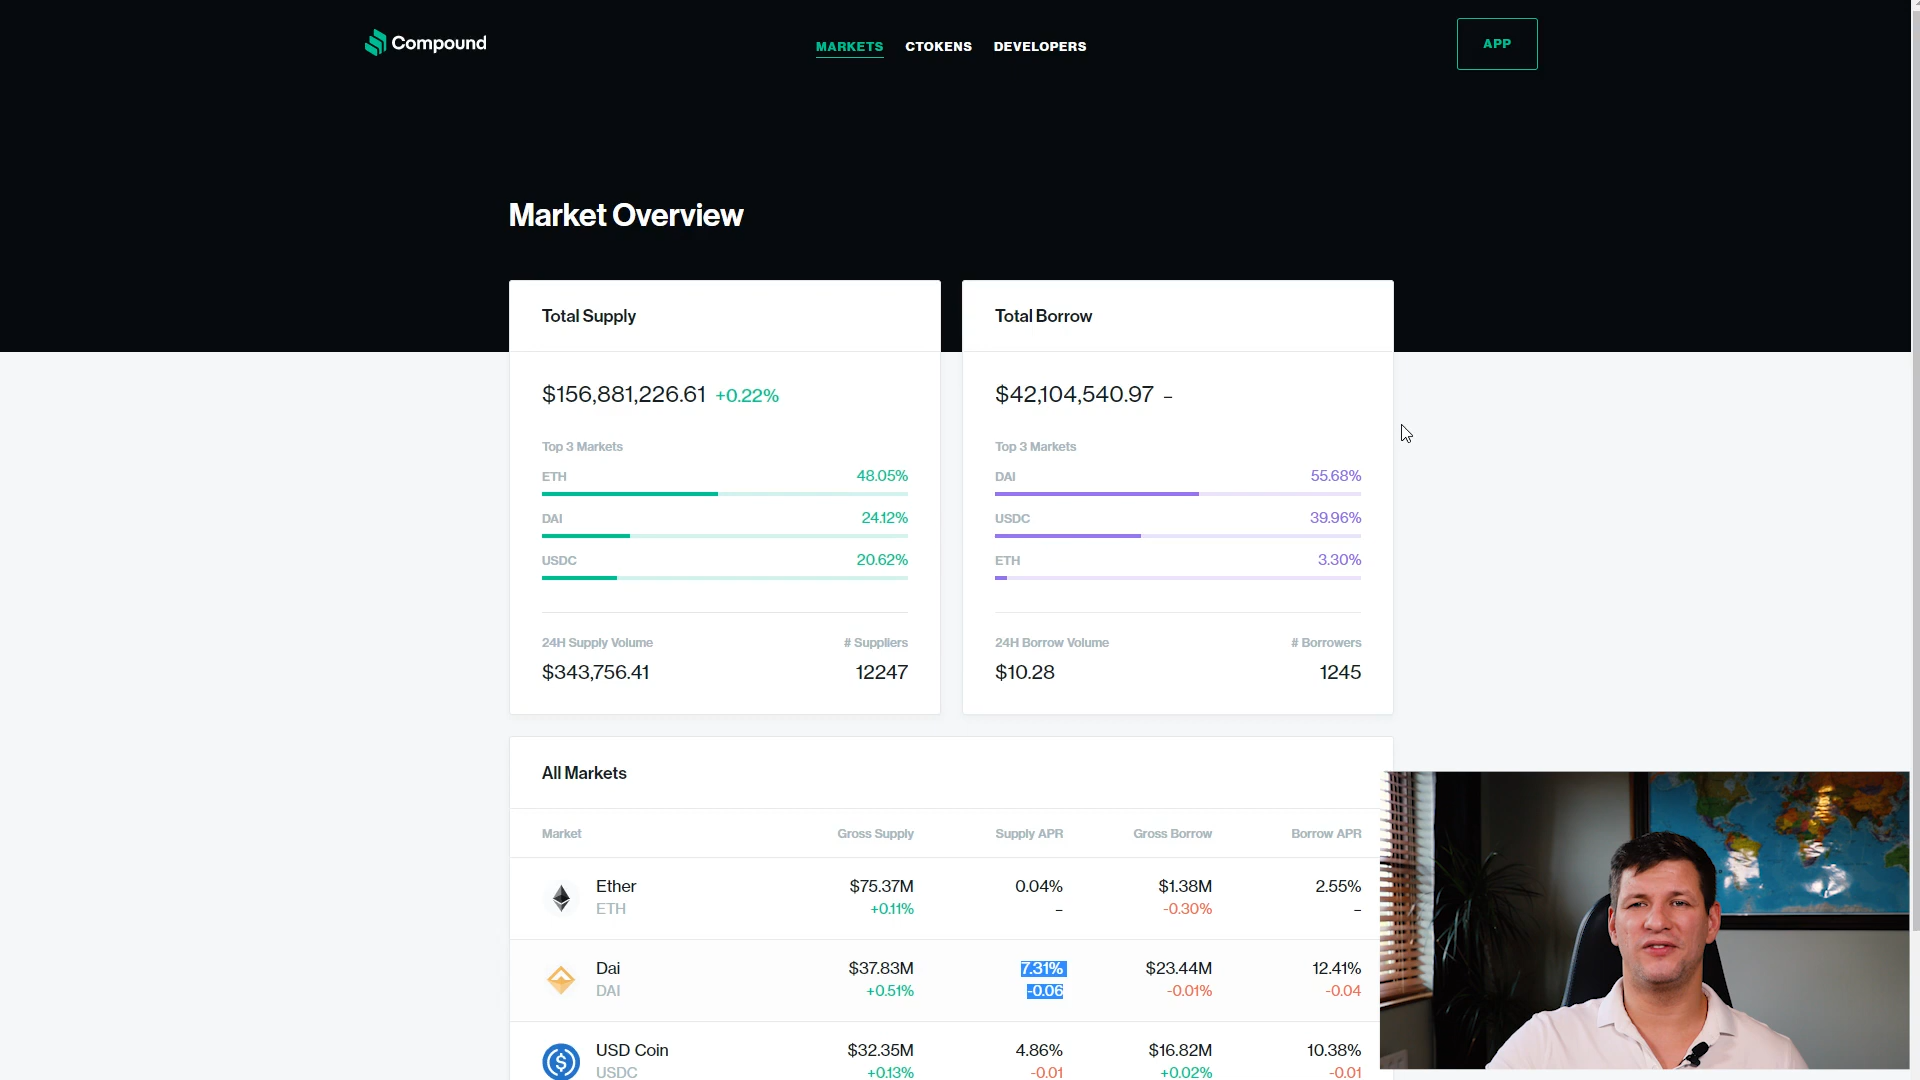 Compound
MARKETS CTOKENS DEVELOPERS
APP
Market Overview
Total Supply
$156,881,226.61 +0.22%
Top 3 Markets
ETH 48.05%
DAI 24.12%
USDC 20.62%
24H Supply Volume # Suppliers
$343,756.41 12247
Total Borrow
$42,104,540.97 –
Top 3 Markets
DAI 55.68%
USDC 39.96%
ETH 3.30%
24H Borrow Volume # Borrowers
$10.28 1245
All Markets
Market Gross Supply Supply APR Gross Borrow Borrow APR
Ether $75.37M 0.04% $1.38M 2.55%
ETH +0.11% – -0.30% –
Dai $37.83M 7.31% $23.44M 12.41%
DAI +0.51% -0.06 -0.01% -0.04
USD Coin $32.35M 4.86% $16.82M 10.38%
USDC +0.13% -0.01 +0.02% -0.01